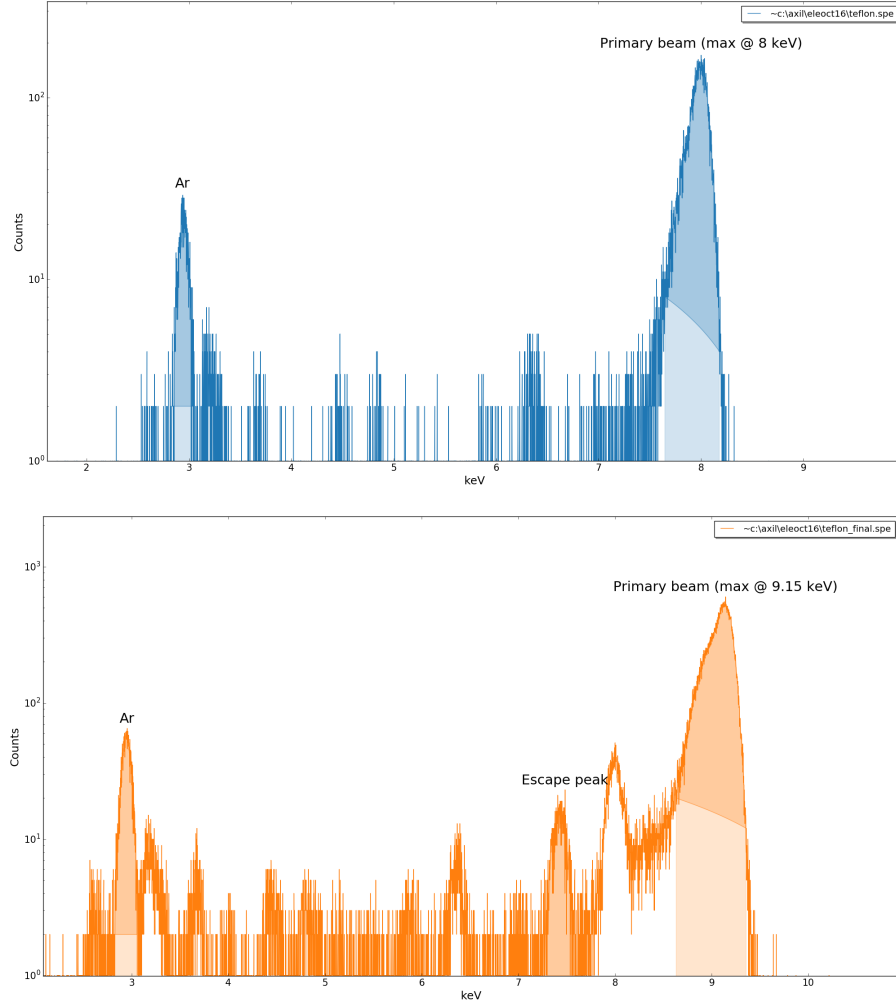 ~c:\axil\eleoct16\teflon.spe
Primary beam (max @ 8 keV)
10²
Ar
Counts
10¹
10⁰
2 3 4 5 6 7 8 9
keV
~c:\axil\eleoct16\teflon_final.spe
10³
Primary beam (max @ 9.15 keV)
10²
Ar
Counts
Escape peak
10¹
10⁰
3 4 5 6 7 8 9 10
keV